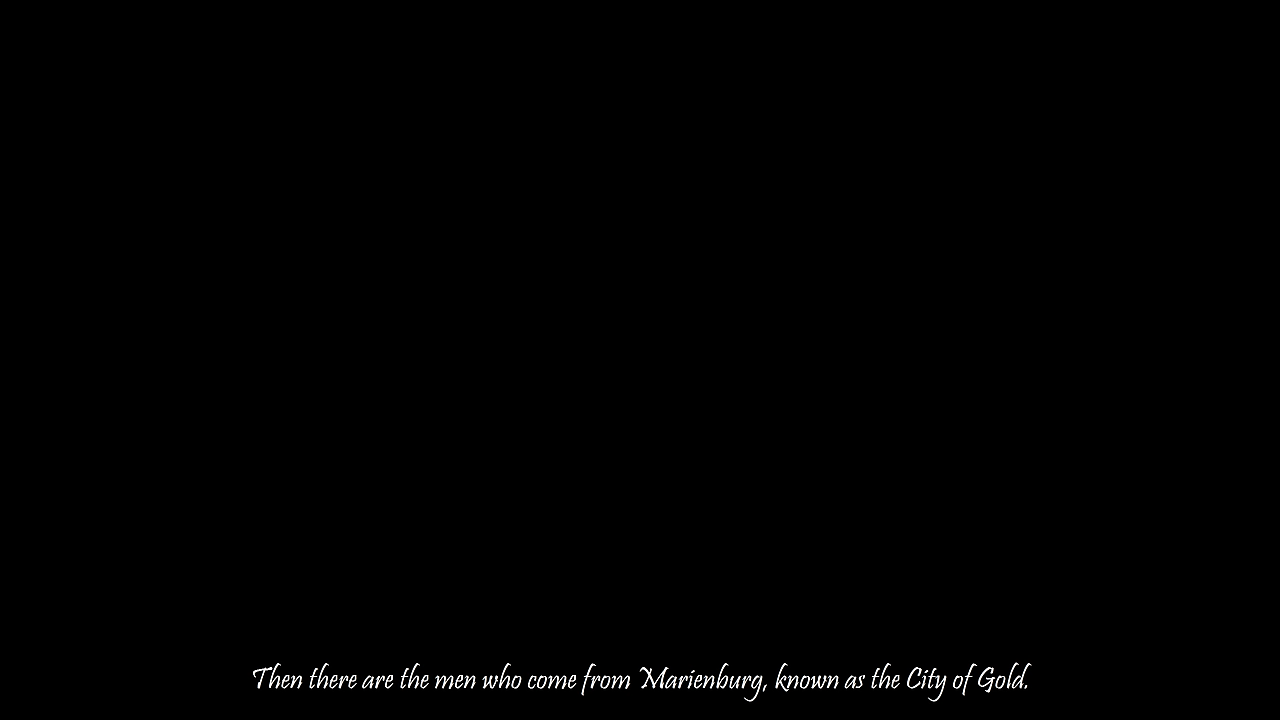 Then there are the men who come from Marienburg, known as the City of Gold.